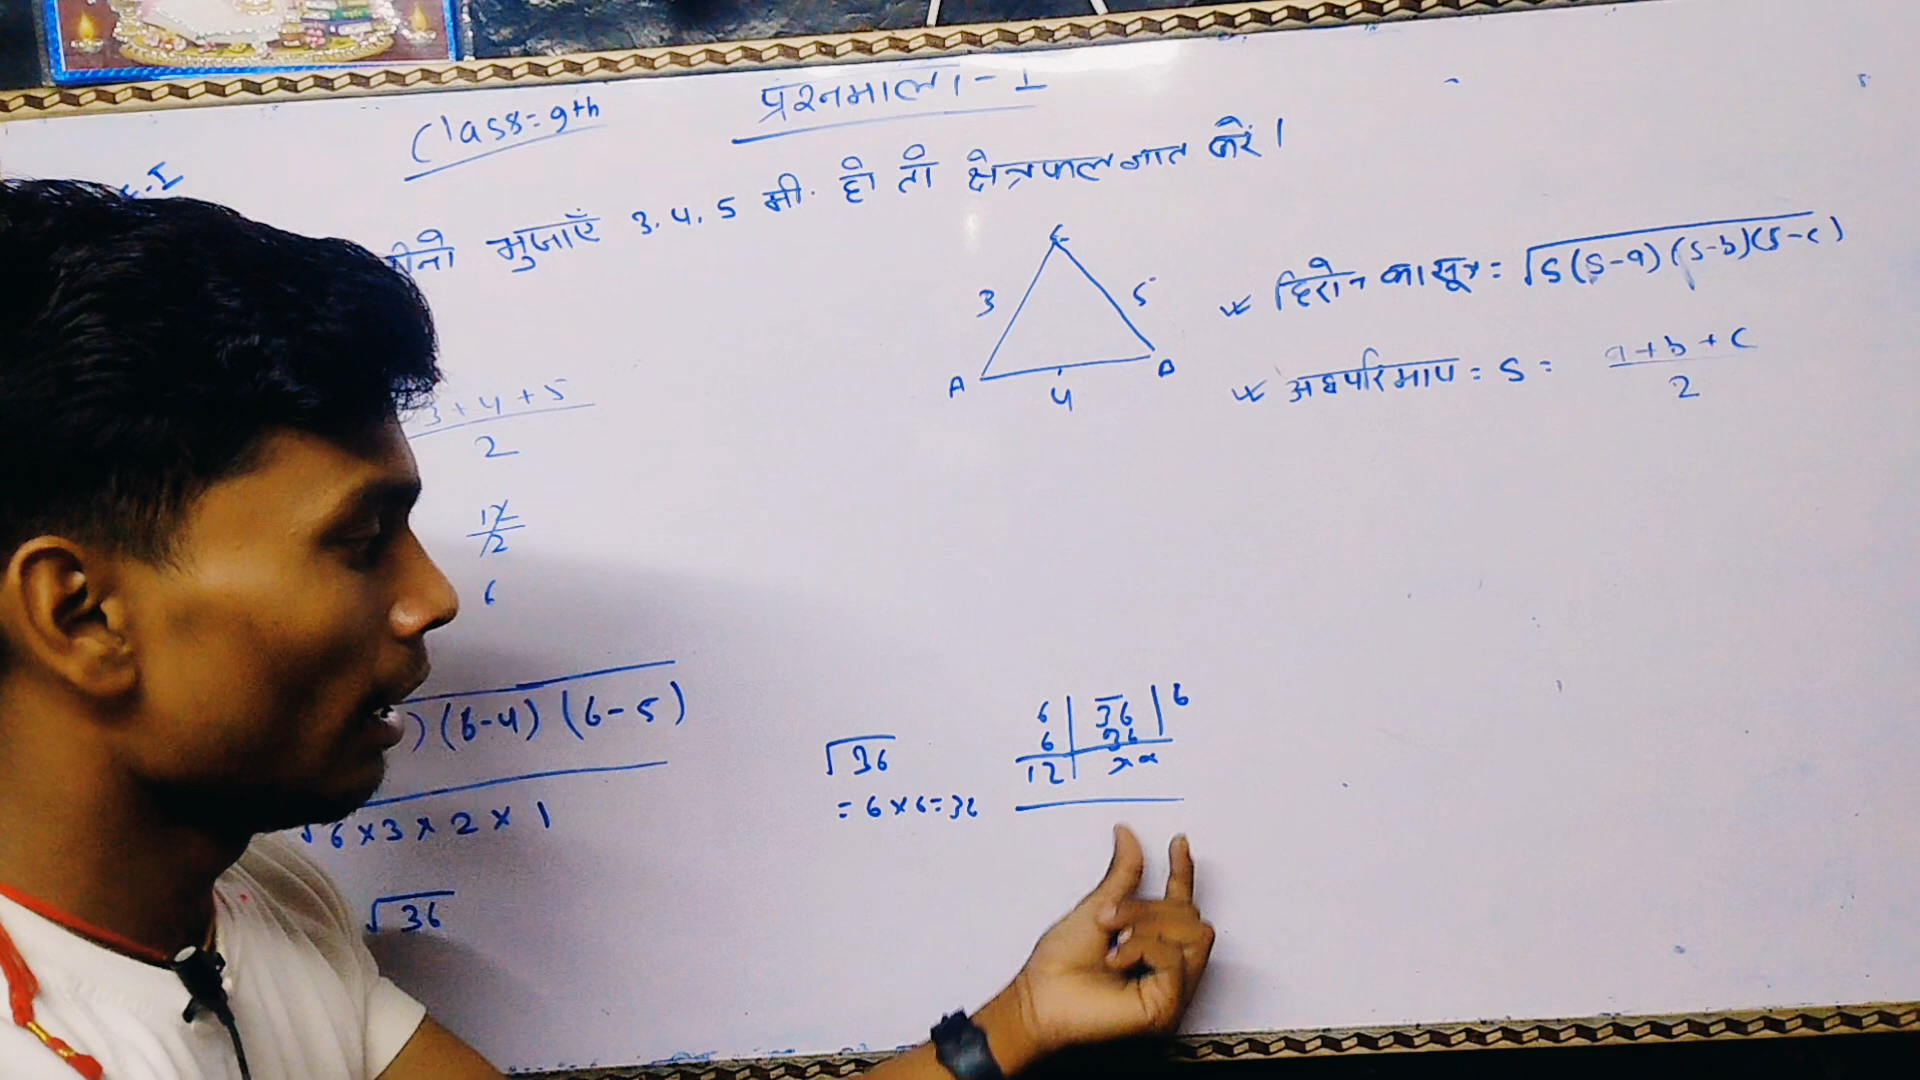 Class = 9th
प्रश्नमाला - I
भुजाएँ 3, 4, 5 मी. हो तो क्षेत्रफल ज्ञात करें।
C
3
5
A
4
B
* हिरोन का सूत्र = √S(S-a)(S-b)(S-c)
* अर्धपरिमाप = S = a+b+c
2
3+4+5
2
12
2
6
) (6-4) (6-5)
√6×3×2×1
√36
√36
= 6×6=36
6 | 36 | 6
6 | 36
12 | ××